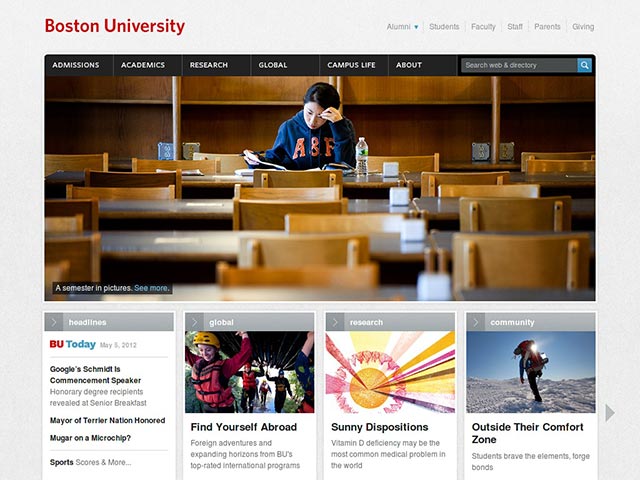 Boston University
Alumni
Students
Faculty
Staff
Parents
Giving
ADMISSIONS
ACADEMICS
RESEARCH
GLOBAL
CAMPUS LIFE
ABOUT
Search web & directory
A&F
A semester in pictures. See more.
headlines
BU Today May 5, 2012
Google's Schmidt Is
Commencement Speaker
Honorary degree recipients
revealed at Senior Breakfast
Mayor of Terrier Nation Honored
Mugar on a Microchip?
Sports Scores & More...
global
Find Yourself Abroad
Foreign adventures and
expanding horizons from BU's
top-rated international programs
research
Sunny Dispositions
Vitamin D deficiency may be the
most common medical problem in
the world
community
Outside Their Comfort
Zone
Students brave the elements, forge
bonds